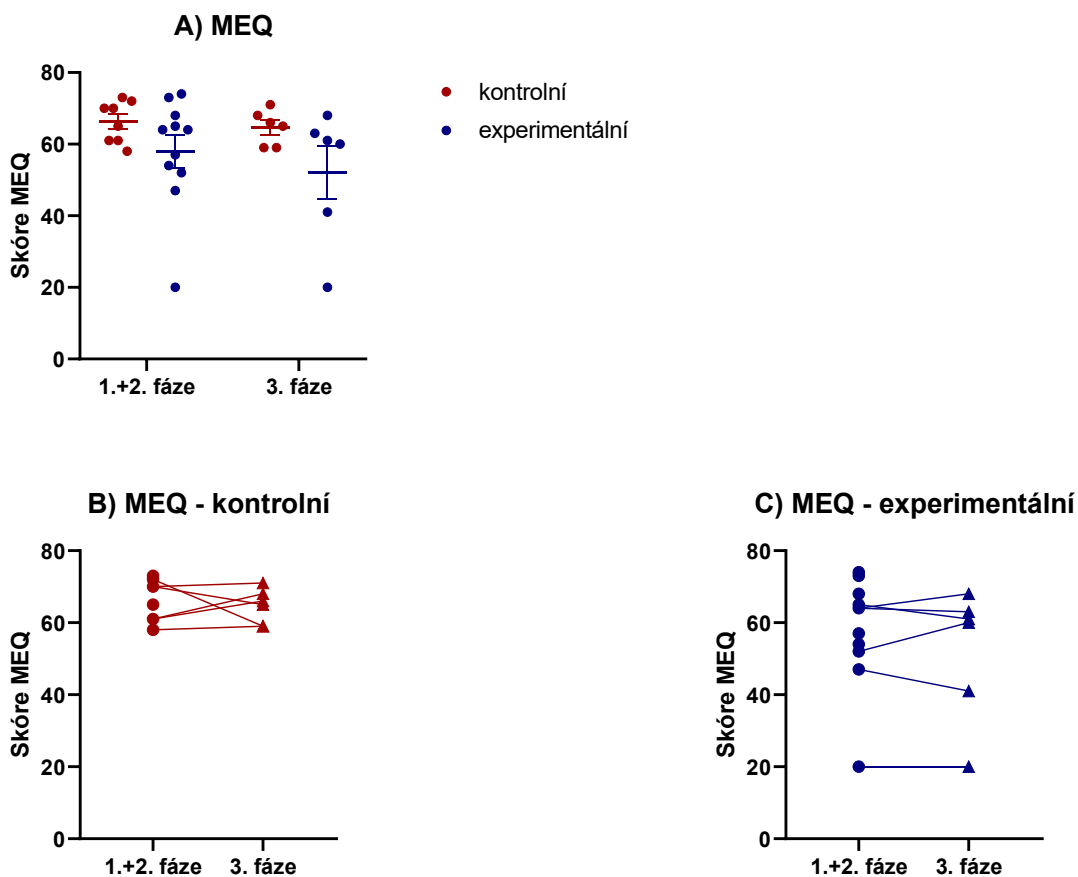 A) MEQ
80
60
40
20
0
Skóre MEQ
1.+2. fáze
3. fáze
kontrolní
experimentální
B) MEQ - kontrolní
80
60
40
20
0
Skóre MEQ
1.+2. fáze
3. fáze
C) MEQ - experimentální
80
60
40
20
0
Skóre MEQ
1.+2. fáze
3. fáze